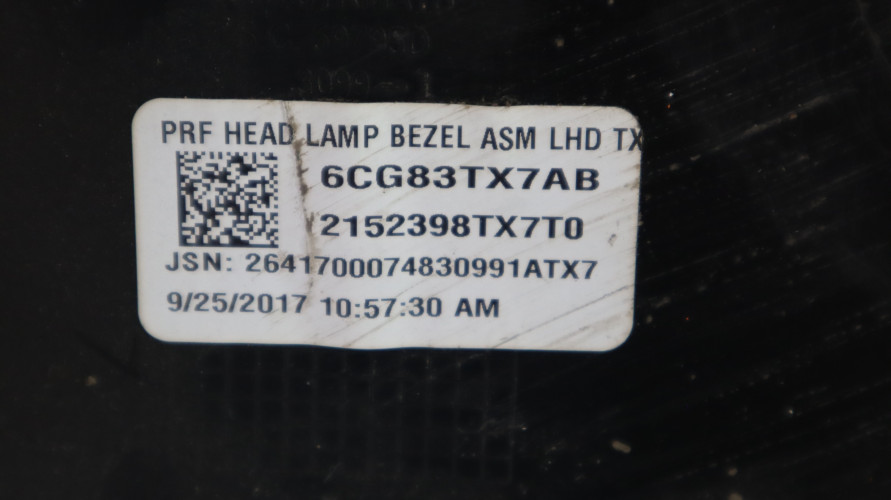 PRF HEAD LAMP BEZEL ASM LHD TX
6CG83TX7AB
2152398TX7T0
JSN: 2641700074830991ATX7
9/25/2017 10:57:30 AM